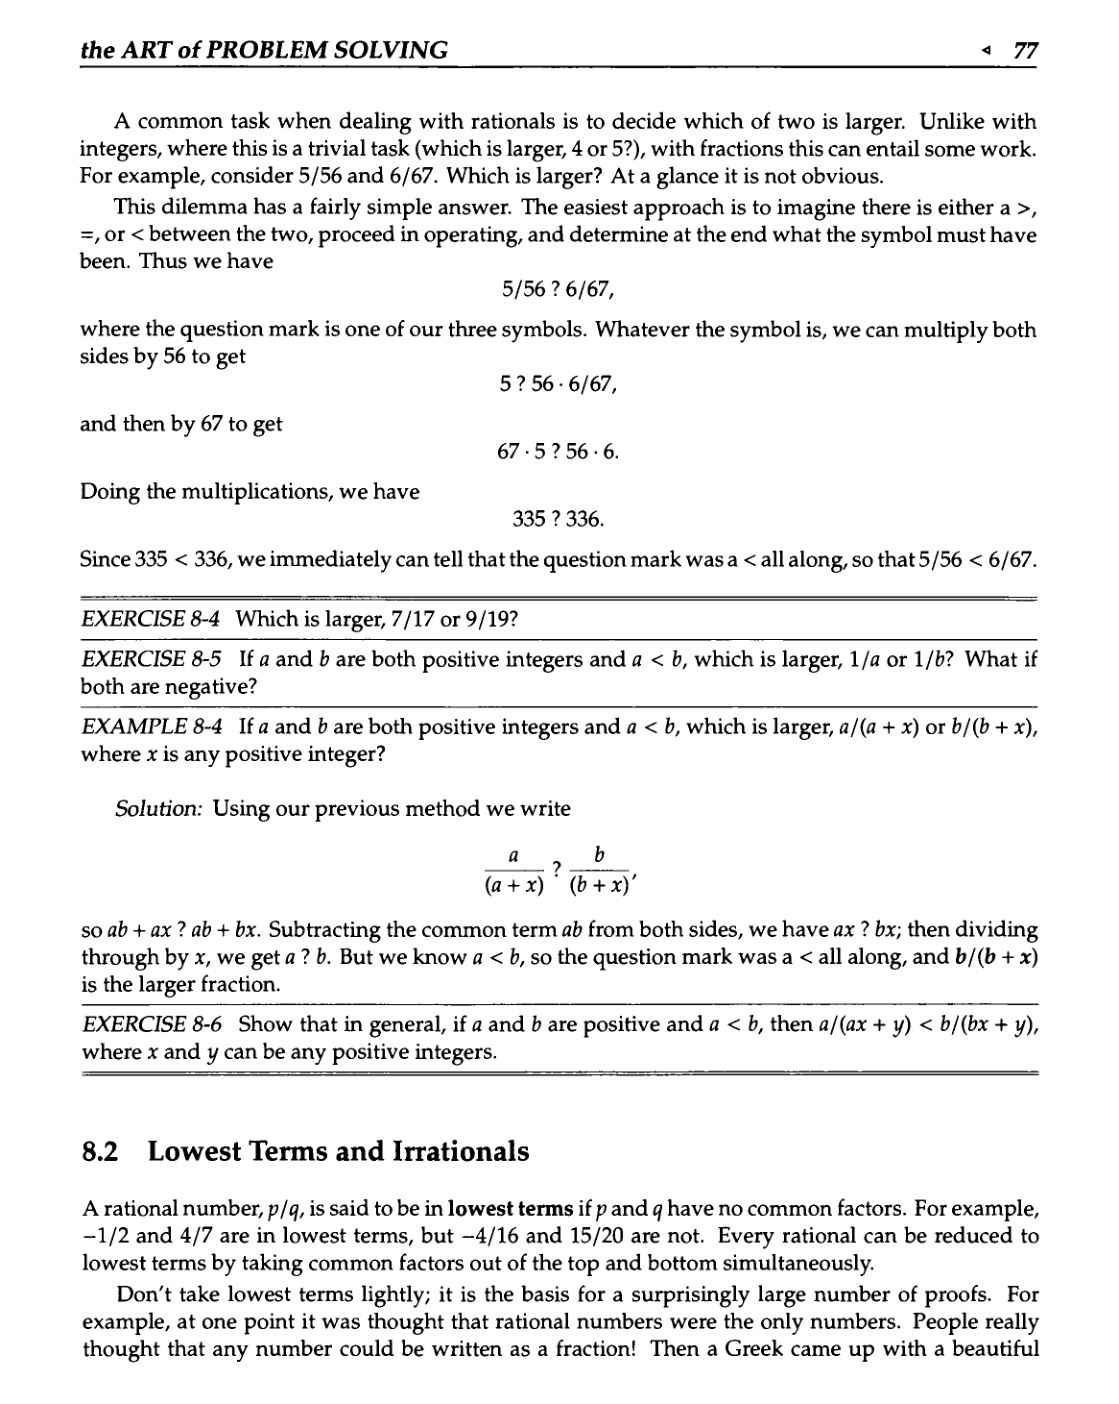 the ART of PROBLEM SOLVING ◃ 77
A common task when dealing with rationals is to decide which of two is larger. Unlike with
integers, where this is a trivial task (which is larger, 4 or 5?), with fractions this can entail some work.
For example, consider 5/56 and 6/67. Which is larger? At a glance it is not obvious.
This dilemma has a fairly simple answer. The easiest approach is to imagine there is either a >,
=, or < between the two, proceed in operating, and determine at the end what the symbol must have
been. Thus we have
5/56 ? 6/67,
where the question mark is one of our three symbols. Whatever the symbol is, we can multiply both
sides by 56 to get
5 ? 56 · 6/67,
and then by 67 to get
67 · 5 ? 56 · 6.
Doing the multiplications, we have
335 ? 336.
Since 335 < 336, we immediately can tell that the question mark was a < all along, so that 5/56 < 6/67.
EXERCISE 8-4 Which is larger, 7/17 or 9/19?
EXERCISE 8-5 If a and b are both positive integers and a < b, which is larger, 1/a or 1/b? What if
both are negative?
EXAMPLE 8-4 If a and b are both positive integers and a < b, which is larger, a/(a + x) or b/(b + x),
where x is any positive integer?
Solution: Using our previous method we write
a/(a + x) ? b/(b + x),
so ab + ax ? ab + bx. Subtracting the common term ab from both sides, we have ax ? bx; then dividing
through by x, we get a ? b. But we know a < b, so the question mark was a < all along, and b/(b + x)
is the larger fraction.
EXERCISE 8-6 Show that in general, if a and b are positive and a < b, then a/(ax + y) < b/(bx + y),
where x and y can be any positive integers.
8.2 Lowest Terms and Irrationals
A rational number, p/q, is said to be in lowest terms if p and q have no common factors. For example,
−1/2 and 4/7 are in lowest terms, but −4/16 and 15/20 are not. Every rational can be reduced to
lowest terms by taking common factors out of the top and bottom simultaneously.
Don't take lowest terms lightly; it is the basis for a surprisingly large number of proofs. For
example, at one point it was thought that rational numbers were the only numbers. People really
thought that any number could be written as a fraction! Then a Greek came up with a beautiful